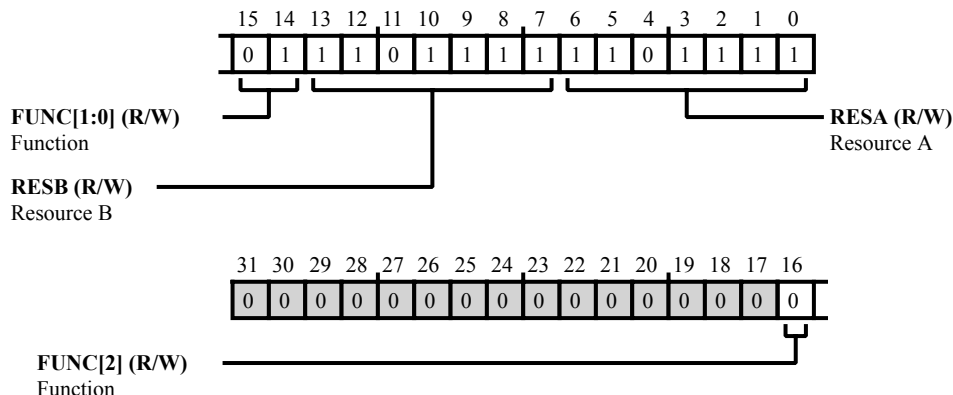 15 14 13 12 11 10 9 8 7 6 5 4 3 2 1 0
0 1 1 1 0 1 1 1 1 1 1 0 1 1 1 1
FUNC[1:0] (R/W)
Function
RESA (R/W)
Resource A
RESB (R/W)
Resource B
31 30 29 28 27 26 25 24 23 22 21 20 19 18 17 16
0 0 0 0 0 0 0 0 0 0 0 0 0 0 0 0
FUNC[2] (R/W)
Function